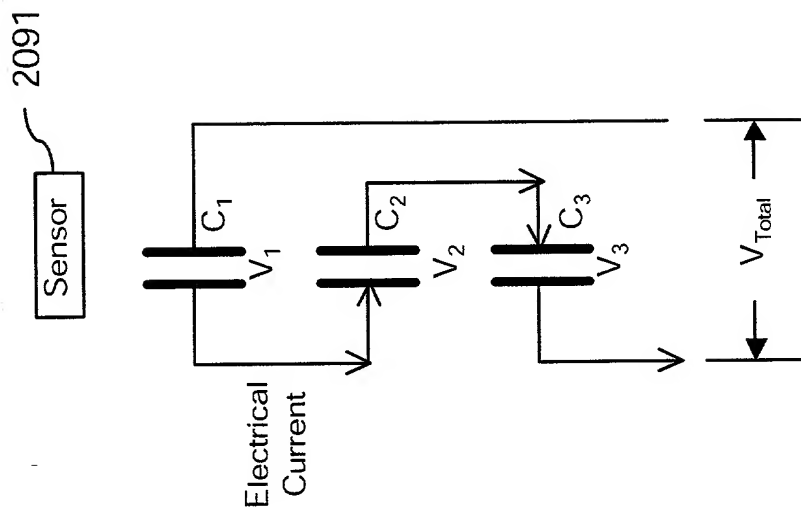 2091
Sensor
C1
V1
C2
V2
C3
V3
Electrical
Current
VTotal